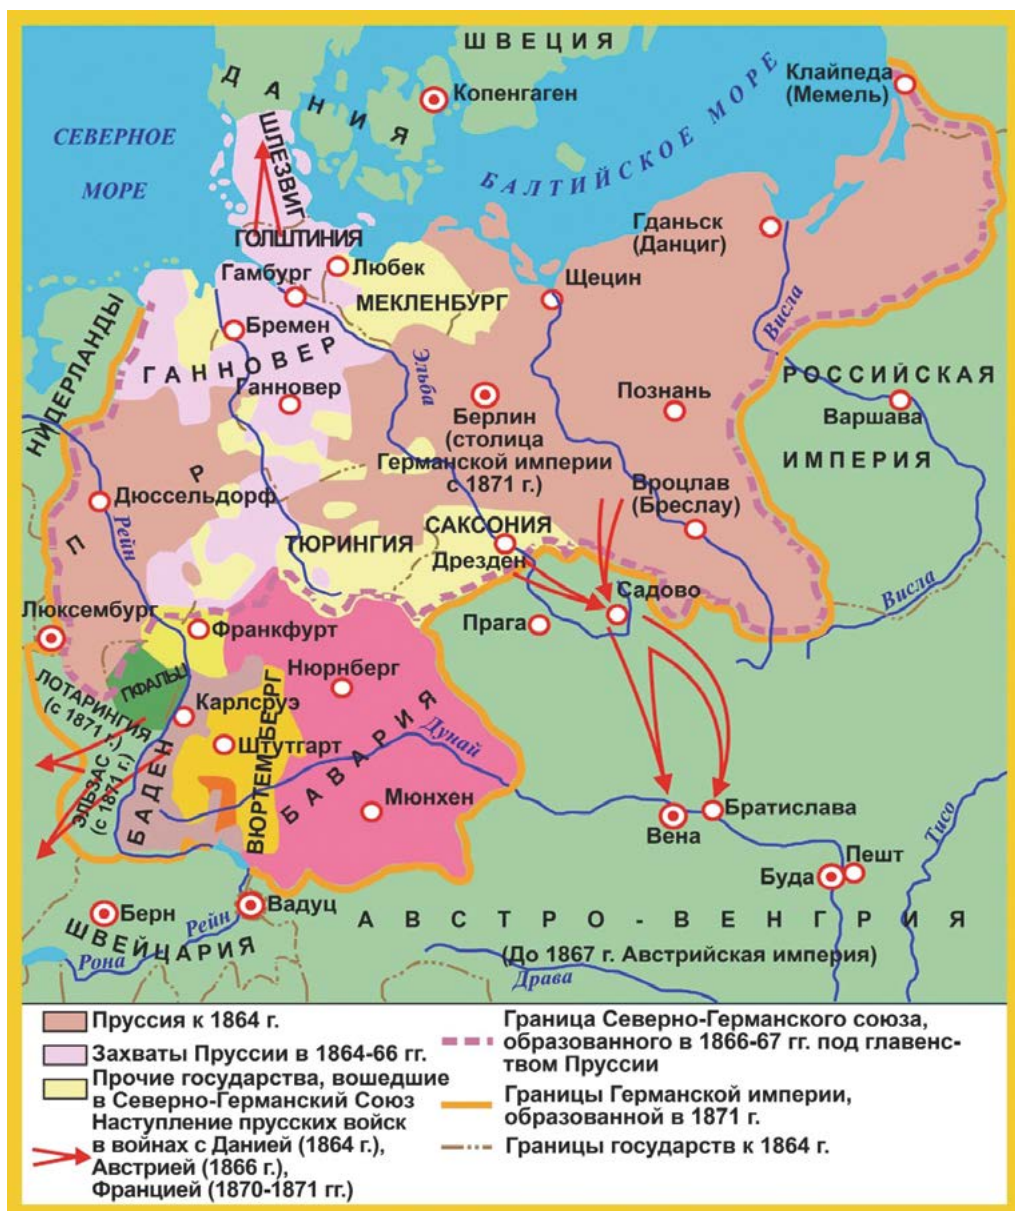 ШВЕЦИЯ
ДАНИЯ
Копенгаген
Клайпеда
(Мемель)
СЕВЕРНОЕ
МОРЕ
БАЛТИЙСКОЕ МОРЕ
ШЛЕЗВИГ
ГОЛШТИНИЯ
Гданьск
(Данциг)
Любек
Гамбург
Щецин
МЕКЛЕНБУРГ
Висла
НИДЕРЛАНДЫ
Бремен
ГАННОВЕР
Ганновер
Эльба
РОССИЙСКАЯ
ИМПЕРИЯ
Варшава
Познань
Берлин
(столица
Германской империи
с 1871 г.)
П Р
Дюссельдорф
Рейн
Вроцлав
(Бреслау)
САКСОНИЯ
ТЮРИНГИЯ
Дрезден
Садово
Висла
Прага
Люксембург
Франкфурт
ПФАЛЬЦ
Нюрнберг
ЛОТАРИНГИЯ
(с 1871 г.)
Карлсруэ
Штутгарт
ЭЛЬЗАС
(с 1871 г.)
БАДЕН
ВЮРТЕМБЕРГ
БАВАРИЯ
Дунай
Мюнхен
Вена
Братислава
Тисо
Пешт
Буда
Берн
Рейн
Вадуц
АВСТРО-ВЕНГРИЯ
(До 1867 г. Австрийская империя)
ШВЕЙЦАРИЯ
Рона
Драва
Пруссия к 1864 г.
Захваты Пруссии в 1864-66 гг.
Прочие государства, вошедшие
в Северно-Германский Союз
Наступление прусских войск
в войнах с Данией (1864 г.),
Австрией (1866 г.),
Францией (1870-1871 гг.)
Граница Северно-Германского союза,
образованного в 1866-67 гг. под главенс-
твом Пруссии
Границы Германской империи,
образованной в 1871 г.
Границы государств к 1864 г.